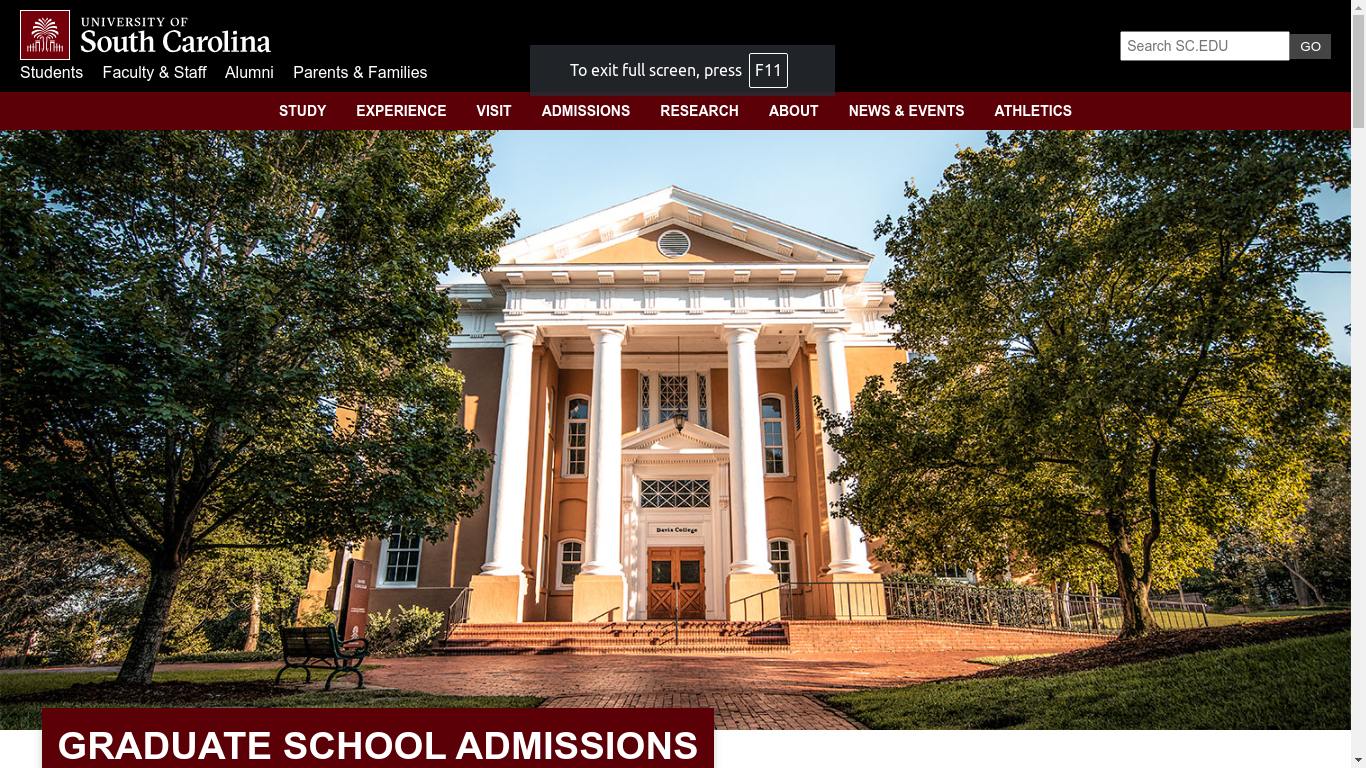 UNIVERSITY OF
South Carolina
Students Faculty & Staff Alumni Parents & Families
To exit full screen, press F11
Search SC.EDU GO
STUDY EXPERIENCE VISIT ADMISSIONS RESEARCH ABOUT NEWS & EVENTS ATHLETICS
Davis College
GRADUATE SCHOOL ADMISSIONS